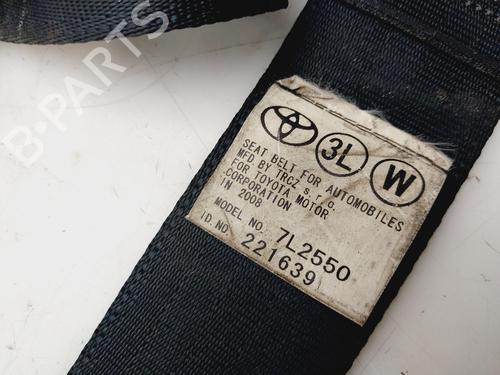 B-PARTS
3L
W
SEAT BELT FOR AUTOMOBILES
MFD BY TRCZ s.r.o.
FOR TOYOTA MOTOR
CORPORATION
IN 2008
MODEL NO. 7L2550
ID.NO. 221639